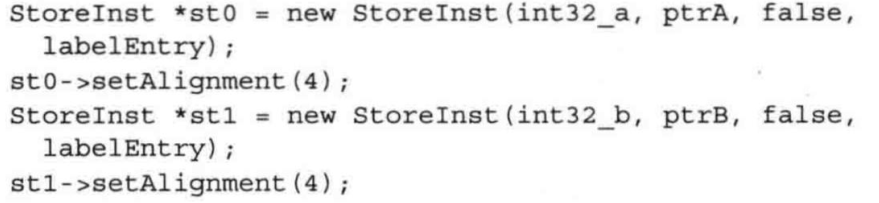 StoreInst *st0 = new StoreInst(int32_a, ptrA, false,
labelEntry);
st0->setAlignment(4);
StoreInst *st1 = new StoreInst(int32_b, ptrB, false,
labelEntry);
st1->setAlignment(4);